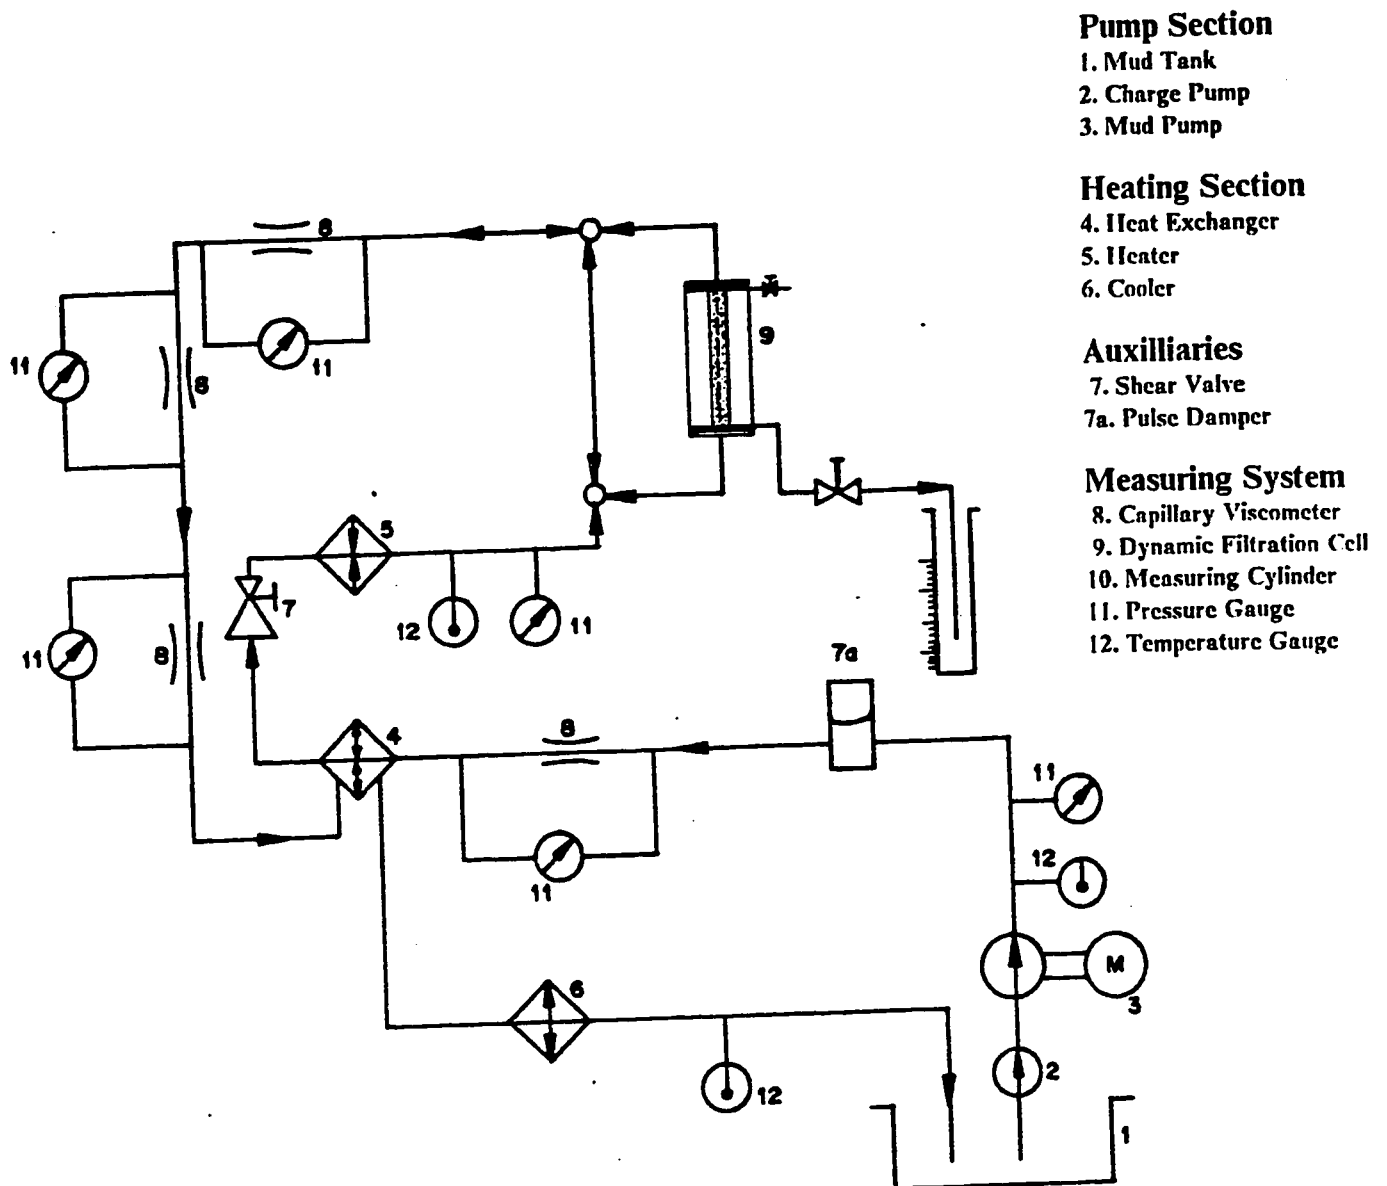 Pump Section
1. Mud Tank
2. Charge Pump
3. Mud Pump
Heating Section
4. Heat Exchanger
5. Heater
6. Cooler
Auxilliaries
7. Shear Valve
7a. Pulse Damper
Measuring System
8. Capillary Viscometer
9. Dynamic Filtration Cell
10. Measuring Cylinder
11. Pressure Gauge
12. Temperature Gauge
8
9
11
11
8
5
7
12
11
11
8
7a
8
4
11
12
11
M
3
6
2
12
1